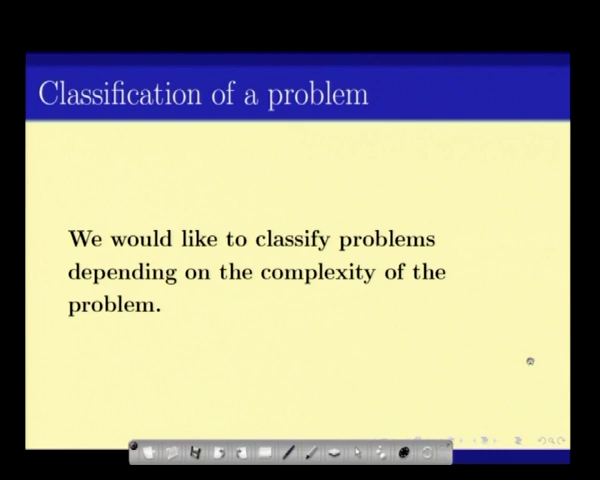 Classification of a problem
We would like to classify problems
depending on the complexity of the
problem.